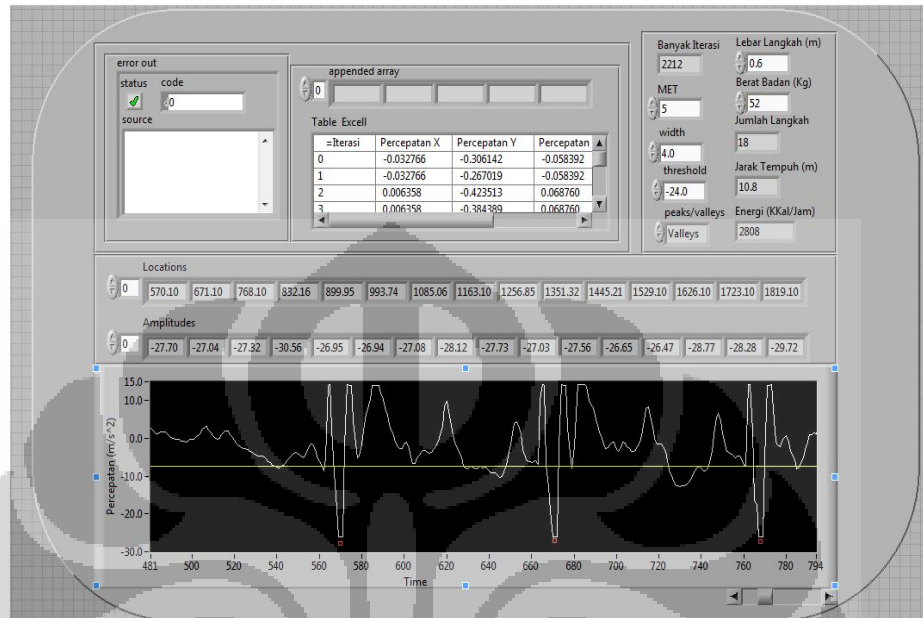 error out
status code
0
source
appended array
0
Table Excell
=Iterasi Percepatan X Percepatan Y Percepatan
0 -0.032766 -0.306142 -0.058392
1 -0.032766 -0.267019 -0.058392
2 0.006358 -0.423513 0.068760
3 0.006358 -0.384389 0.068760
Banyak Iterasi
2212
MET
5
width
4.0
threshold
-24.0
peaks/valleys
Valleys
Lebar Langkah (m)
0.6
Berat Badan (Kg)
52
Jumlah Langkah
18
Jarak Tempuh (m)
10.8
Energi (KKal/Jam)
2808
Locations
0 570.10 671.10 768.10 832.16 899.95 993.74 1085.06 1163.10 1256.85 1351.32 1445.21 1529.10 1626.10 1723.10 1819.10
Amplitudes
0 -27.70 -27.04 -27.32 -30.56 -26.95 -26.94 -27.08 -28.12 -27.73 -27.03 -27.56 -26.65 -26.47 -28.77 -28.28 -29.72
Percepatan (m/s^2)
15.0
10.0
0.0
-10.0
-20.0
-30.0
481 500 520 540 560 580 600 620 640 660 680 700 720 740 760 780 794
Time